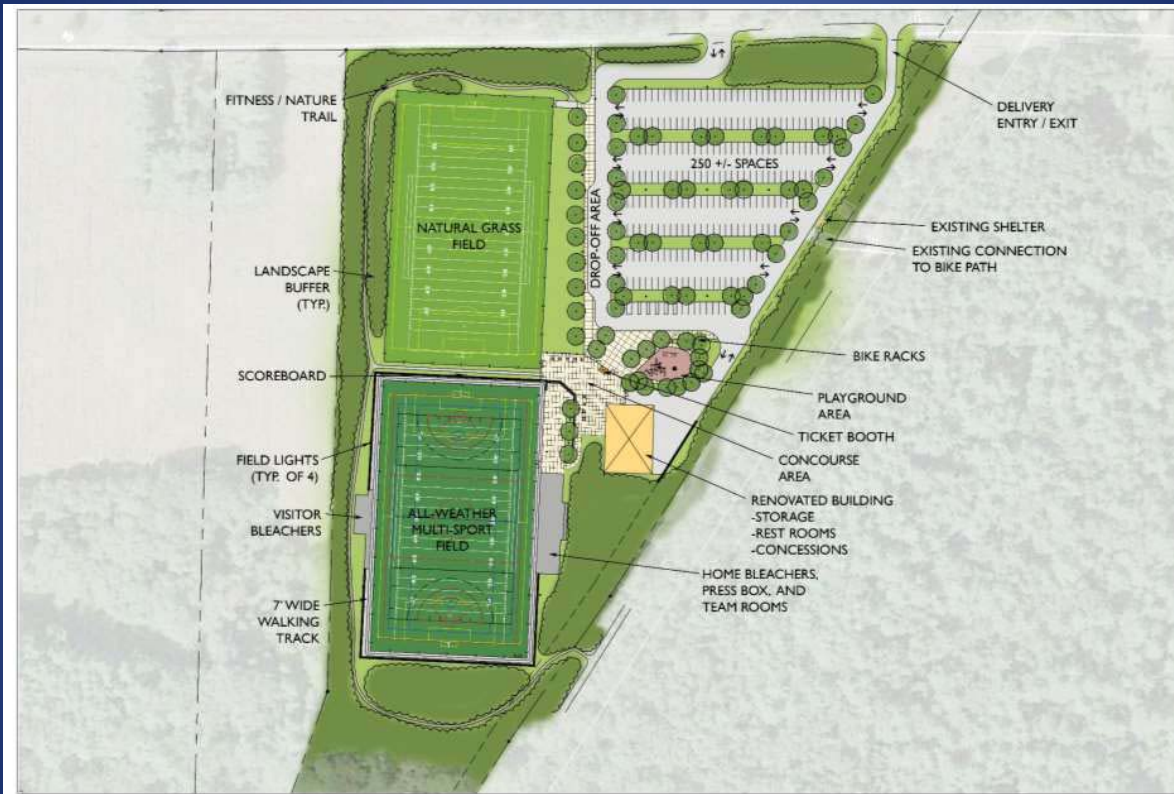 FITNESS / NATURE
TRAIL
NATURAL GRASS
FIELD
LANDSCAPE
BUFFER
(TYP.)
SCOREBOARD
FIELD LIGHTS
(TYP. OF 4)
VISITOR
BLEACHERS
ALL-WEATHER
MULTI-SPORT
FIELD
7' WIDE
WALKING
TRACK
DROP-OFF AREA
250 +/- SPACES
DELIVERY
ENTRY / EXIT
EXISTING SHELTER
EXISTING CONNECTION
TO BIKE PATH
BIKE RACKS
PLAYGROUND
AREA
TICKET BOOTH
CONCOURSE
AREA
RENOVATED BUILDING
-STORAGE
-REST ROOMS
-CONCESSIONS
HOME BLEACHERS,
PRESS BOX, AND
TEAM ROOMS